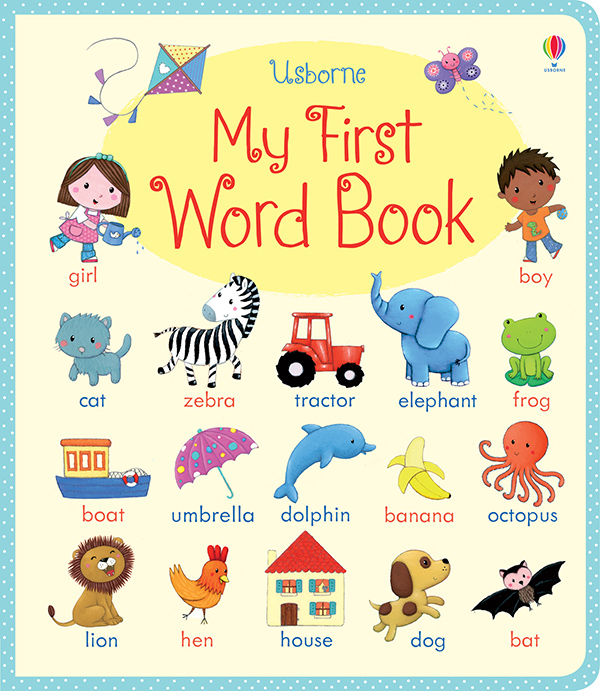 Usborne
USBORNE
My First
Word Book
girl
boy
cat
zebra
tractor
elephant
frog
boat
umbrella
dolphin
banana
octopus
lion
hen
house
dog
bat